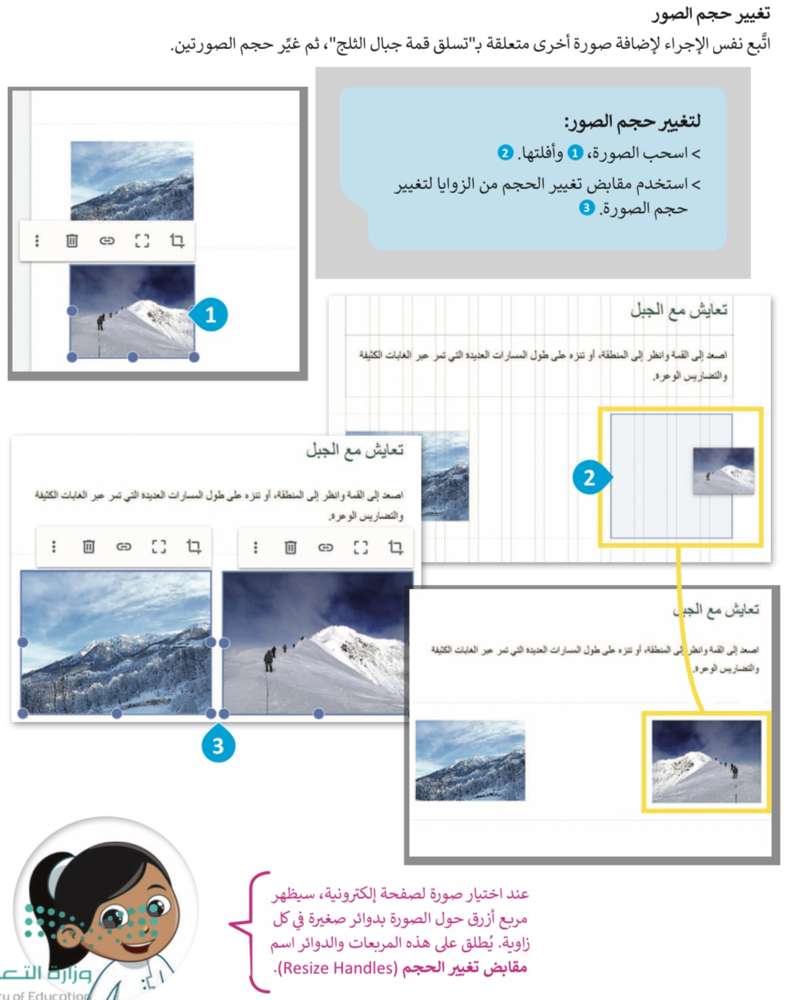 تغيير حجم الصور
اتَّبع نفس الإجراء لإضافة صورة أخرى متعلقة بـ"تسلق قمة جبال الثلج"، ثم غيِّر حجم الصورتين.
لتغيير حجم الصور:
> اسحب الصورة، 1 وأفلتها. 2
> استخدم مقابض تغيير الحجم من الزوايا لتغيير
حجم الصورة. 3
1
تعايش مع الجبل
اصعد إلى القمة وانظر إلى المنطقة، أو تنزه على طول المسارات العديدة التي تمر عبر الغابات الكثيفة
والتضاريس الوعرة.
2
تعايش مع الجبل
اصعد إلى القمة وانظر إلى المنطقة، أو تنزه على طول المسارات العديدة التي تمر عبر الغابات الكثيفة
والتضاريس الوعرة.
3
تعايش مع الجبل
اصعد إلى القمة وانظر إلى المنطقة، أو تنزه على طول المسارات العديدة التي تمر عبر الغابات الكثيفة
والتضاريس الوعرة.
عند اختيار صورة لصفحة إلكترونية، سيظهر
مربع أزرق حول الصورة بدوائر صغيرة في كل
زاوية. يُطلق على هذه المربعات والدوائر اسم
مقابض تغيير الحجم (Resize Handles).
وزارة
of Education